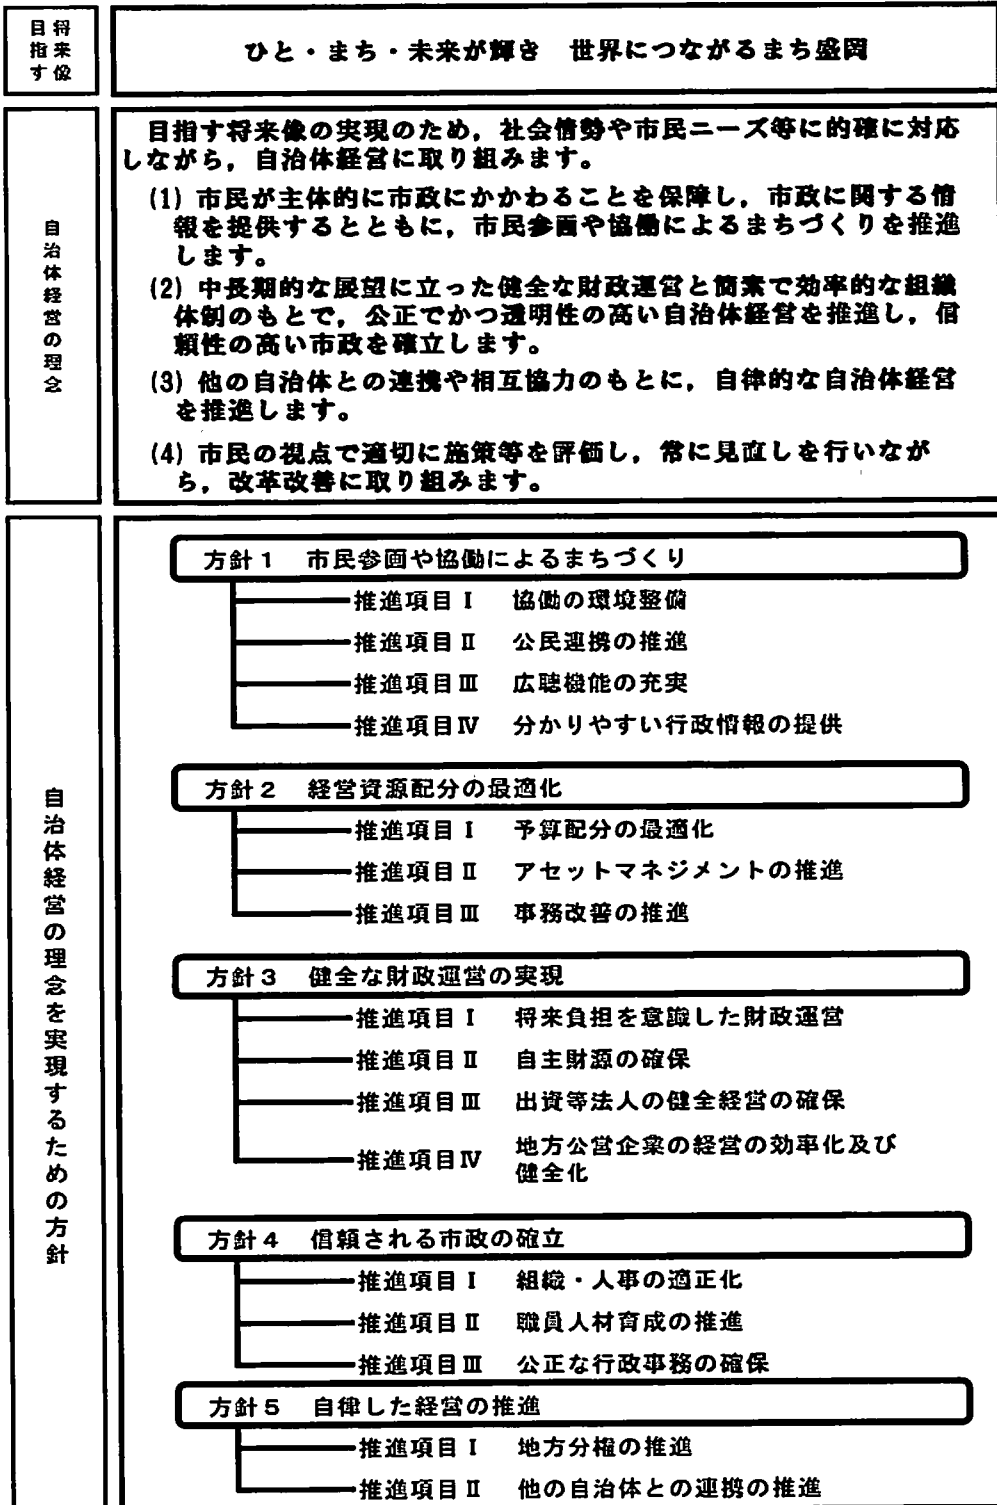 目指す将来像
ひと・まち・未来が輝き　世界につながるまち盛岡
自治体経営の理念
目指す将来像の実現のため，社会情勢や市民ニーズ等に的確に対応
しながら，自治体経営に取り組みます。
(1) 市民が主体的に市政にかかわることを保障し，市政に関する情
報を提供するとともに，市民参画や協働によるまちづくりを推進
します。
(2) 中長期的な展望に立った健全な財政運営と簡素で効率的な組織
体制のもとで，公正でかつ透明性の高い自治体経営を推進し，信
頼性の高い市政を確立します。
(3) 他の自治体との連携や相互協力のもとに，自律的な自治体経営
を推進します。
(4) 市民の視点で適切に施策等を評価し，常に見直しを行いなが
ら，改革改善に取り組みます。
自治体経営の理念を実現するための方針
方針１　市民参画や協働によるまちづくり
推進項目Ⅰ　協働の環境整備
推進項目Ⅱ　公民連携の推進
推進項目Ⅲ　広聴機能の充実
推進項目Ⅳ　分かりやすい行政情報の提供
方針２　経営資源配分の最適化
推進項目Ⅰ　予算配分の最適化
推進項目Ⅱ　アセットマネジメントの推進
推進項目Ⅲ　事務改善の推進
方針３　健全な財政運営の実現
推進項目Ⅰ　将来負担を意識した財政運営
推進項目Ⅱ　自主財源の確保
推進項目Ⅲ　出資等法人の健全経営の確保
推進項目Ⅳ　地方公営企業の経営の効率化及び
健全化
方針４　信頼される市政の確立
推進項目Ⅰ　組織・人事の適正化
推進項目Ⅱ　職員人材育成の推進
推進項目Ⅲ　公正な行政事務の確保
方針５　自律した経営の推進
推進項目Ⅰ　地方分権の推進
推進項目Ⅱ　他の自治体との連携の推進